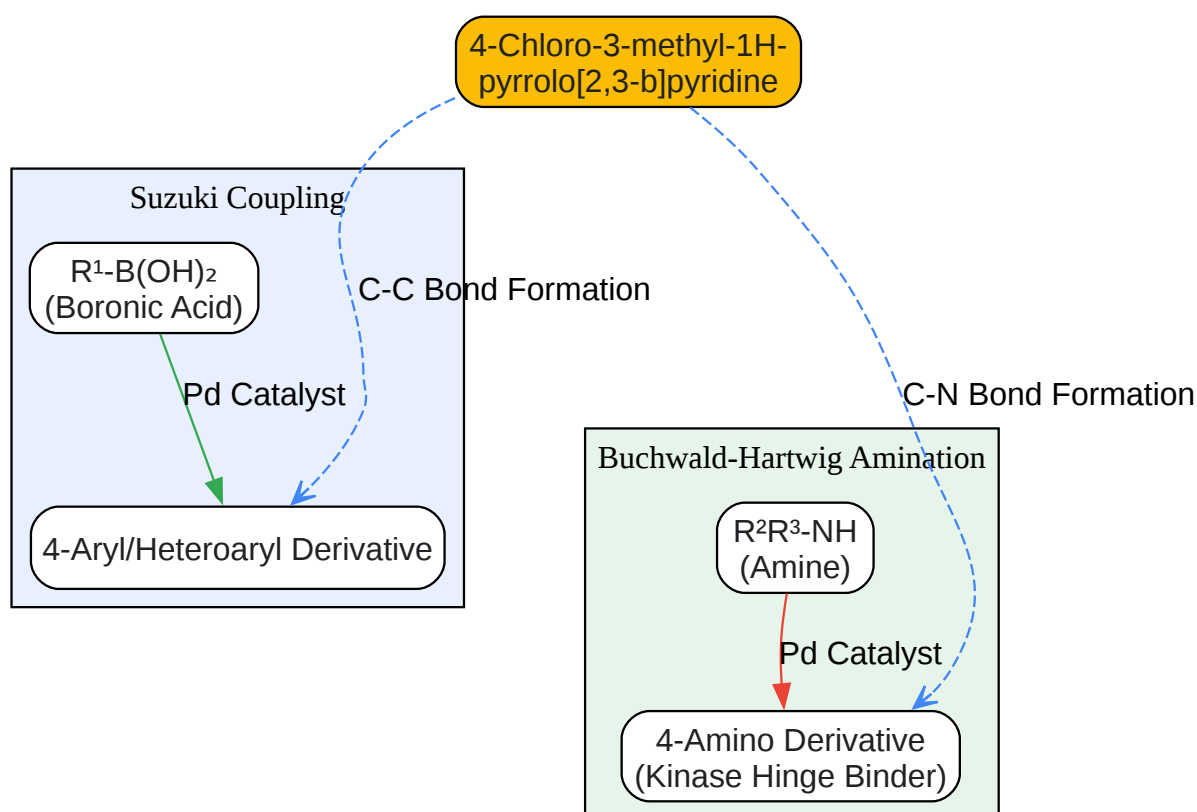 4-Chloro-3-methyl-1H-
pyrrolo[2,3-b]pyridine
Suzuki Coupling
R¹-B(OH)₂
(Boronic Acid)
C-C Bond Formation
Pd Catalyst
4-Aryl/Heteroaryl Derivative
C-N Bond Formation
Buchwald-Hartwig Amination
R²R³-NH
(Amine)
Pd Catalyst
4-Amino Derivative
(Kinase Hinge Binder)